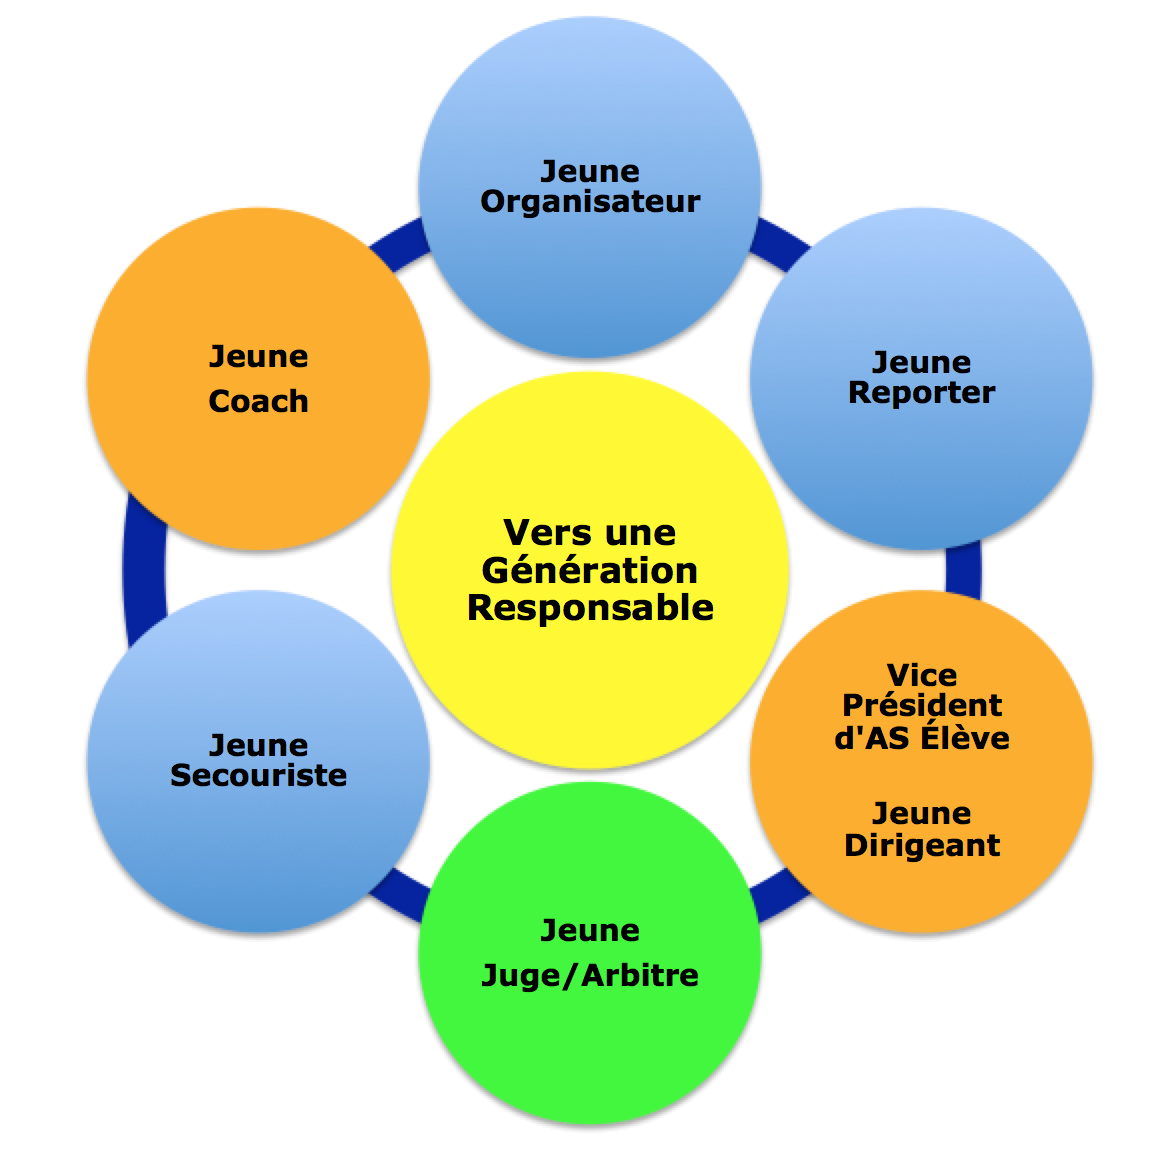 Jeune
Organisateur
Jeune
Reporter
Vice
Président
d'AS Élève
Jeune
Dirigeant
Jeune
Juge/Arbitre
Jeune
Secouriste
Jeune
Coach
Vers une
Génération
Responsable